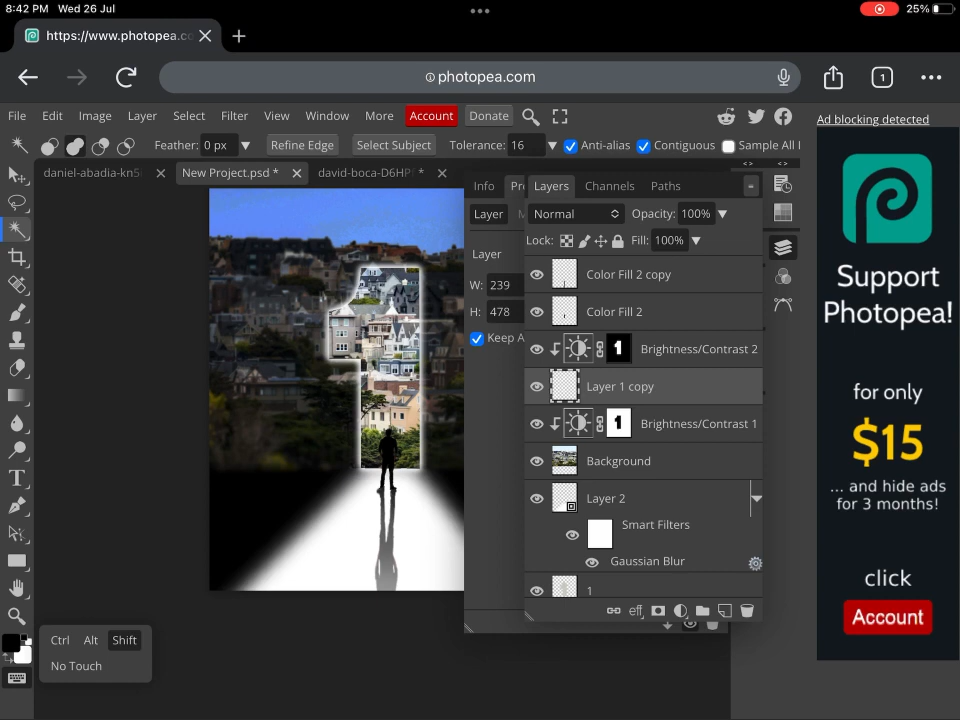 8:42 PM Wed 26 Jul
25%
https://www.photopea.co
photopea.com
1
File Edit Image Layer Select Filter View Window More Account Donate
Ad blocking detected
Feather: 0 px Refine Edge Select Subject Tolerance: 16 Anti-alias Contiguous Sample All l
daniel-abadia-kn5 New Project.psd * david-boca-D6HP *
Info Pr Layers Channels Paths
Layer Normal Opacity: 100%
Lock: Fill: 100%
Layer
W: 239
H: 478
Keep A
Color Fill 2 copy
Color Fill 2
Brightness/Contrast 2
Layer 1 copy
Brightness/Contrast 1
Background
Layer 2
Smart Filters
Gaussian Blur
1
eff
Ctrl Alt Shift
No Touch
Support
Photopea!
for only
$15
... and hide ads
for 3 months!
click
Account